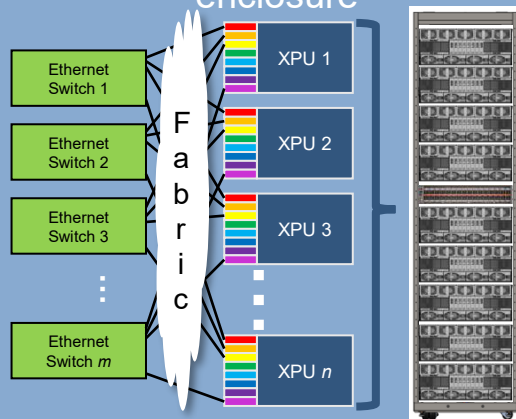 enclosure
Ethernet
Switch 1
Ethernet
Switch 2
Ethernet
Switch 3
Ethernet
Switch m
F
a
b
r
i
c
XPU 1
XPU 2
XPU 3
XPU n